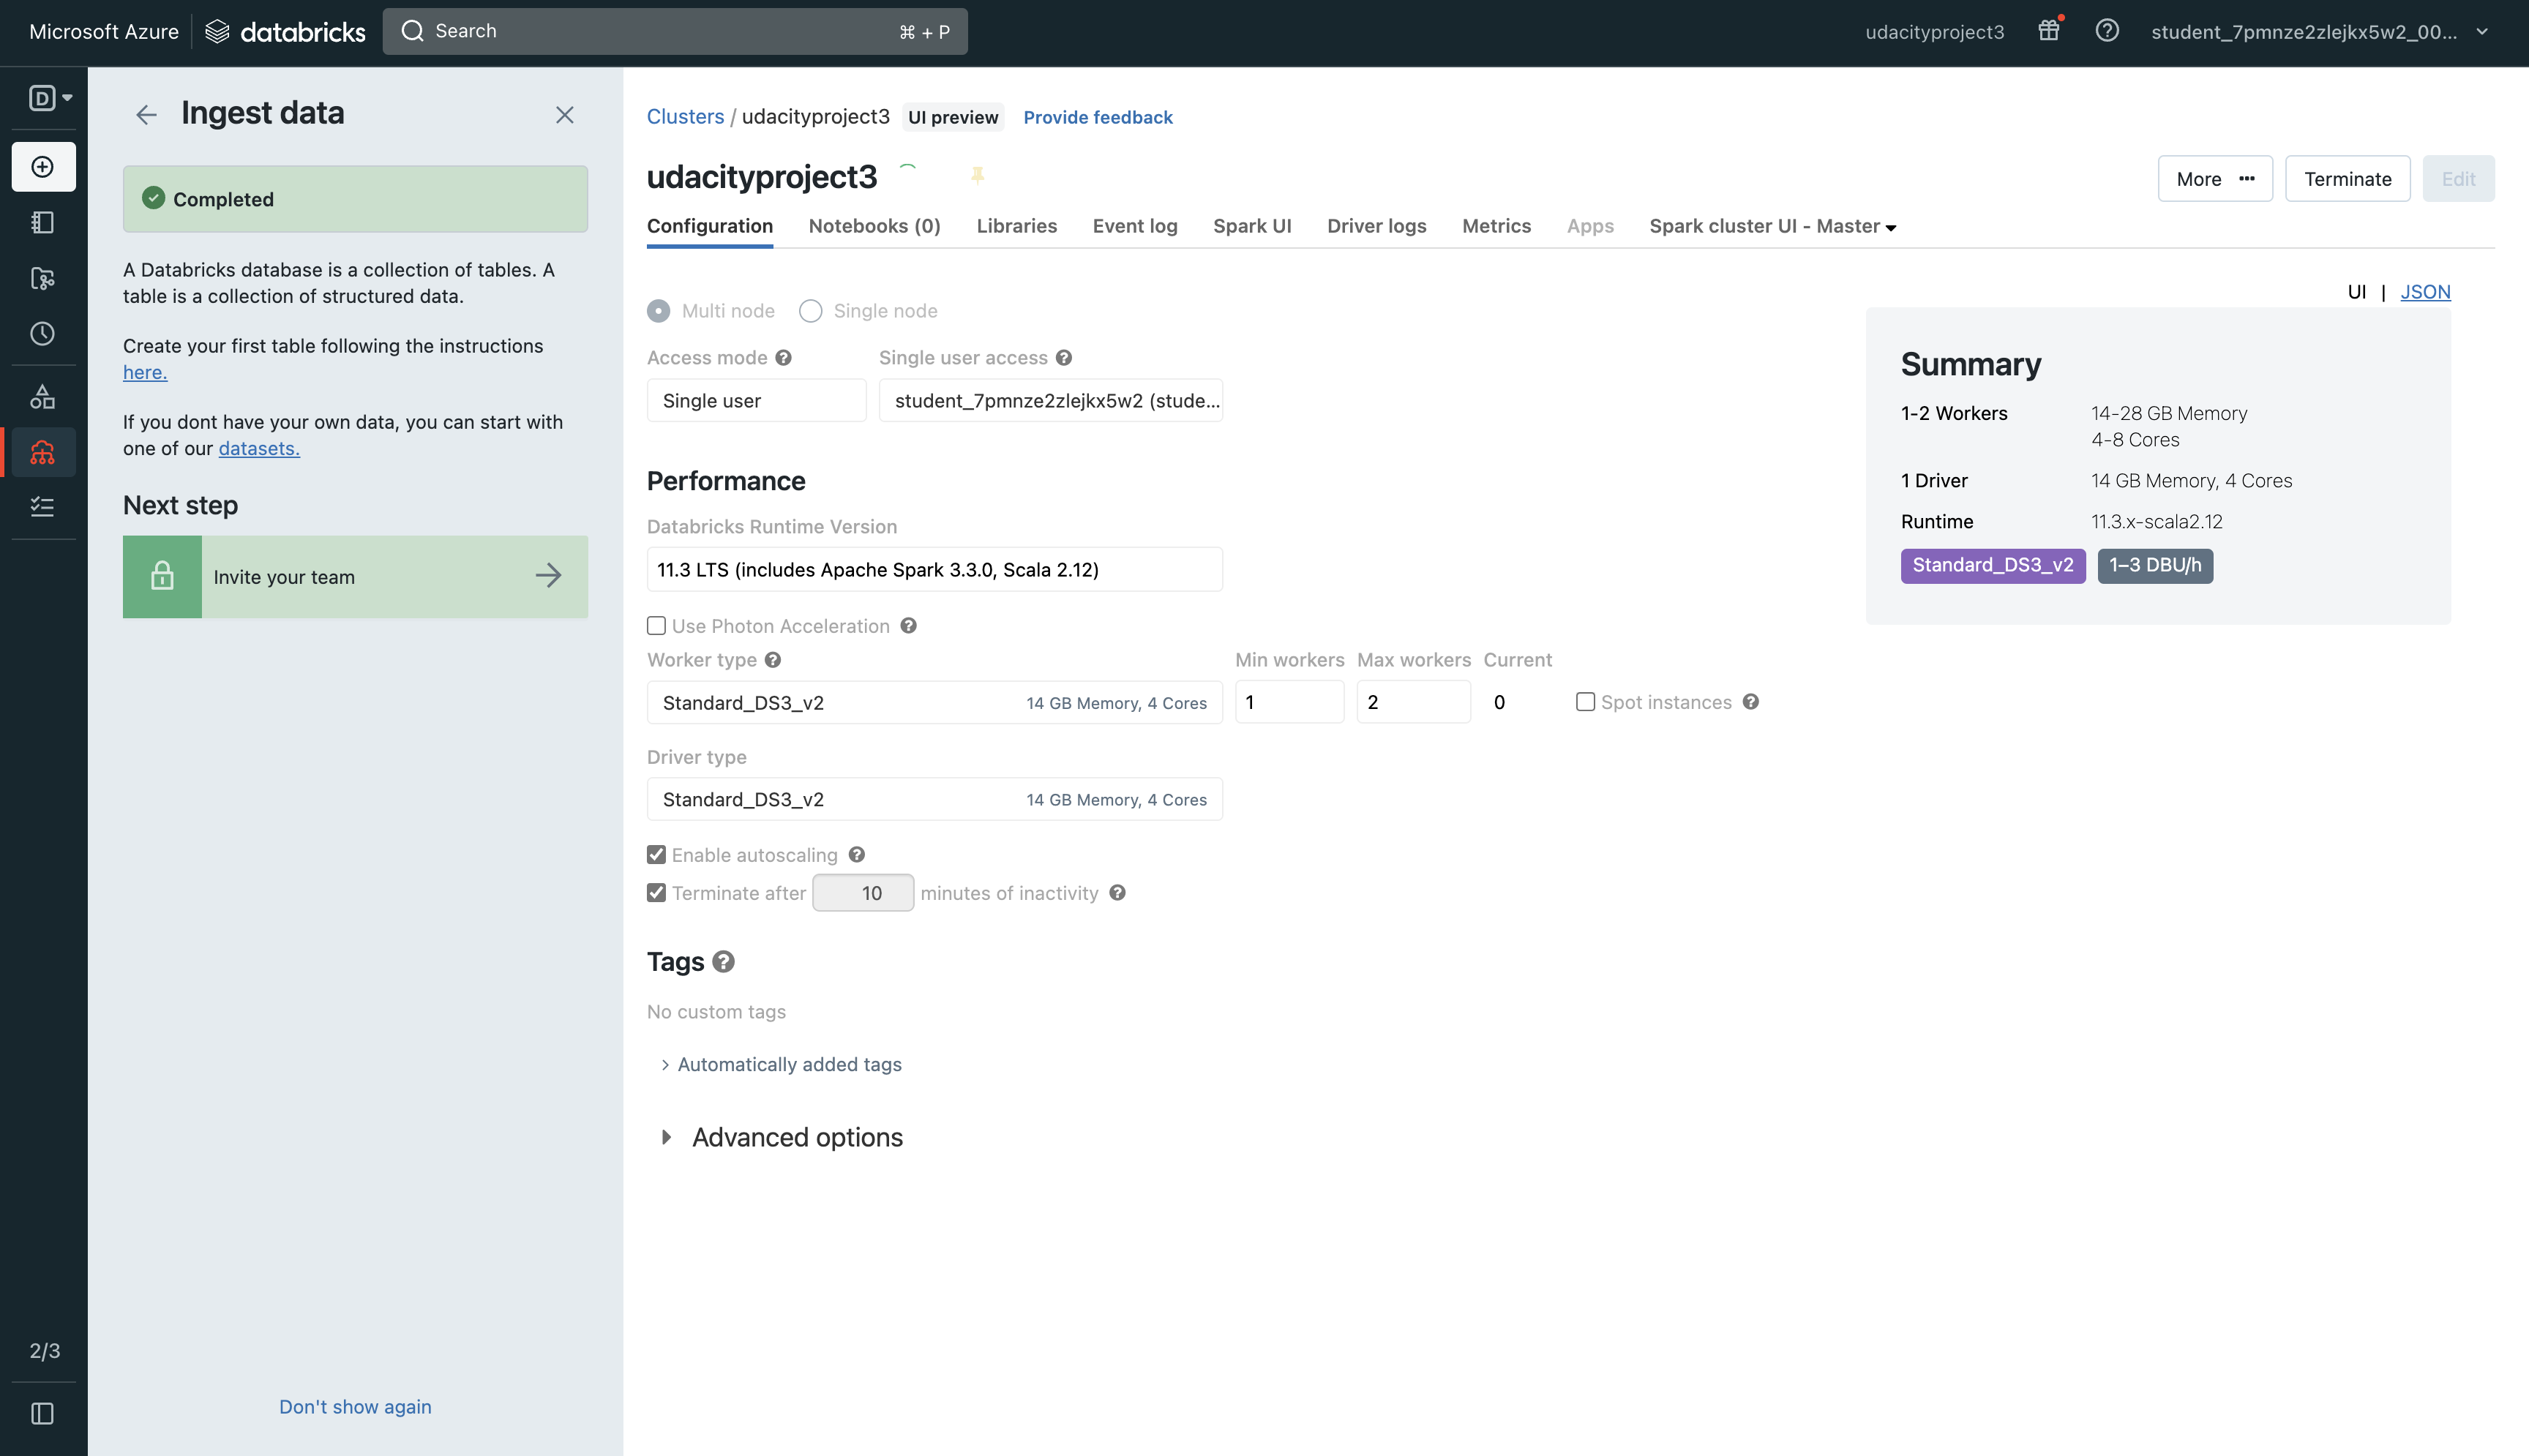 Microsoft Azure databricks Search ⌘ + P udacityproject3 student_7pmnze2zlejkx5w2_00...
D
Ingest data
Completed
A Databricks database is a collection of tables. A
table is a collection of structured data.
Create your first table following the instructions
here.
If you dont have your own data, you can start with
one of our datasets.
Next step
Invite your team
2/3
Don't show again
Clusters / udacityproject3 UI preview Provide feedback
udacityproject3
More ... Terminate Edit
Configuration Notebooks (0) Libraries Event log Spark UI Driver logs Metrics Apps Spark cluster UI - Master
UI | JSON
Multi node Single node
Access mode Single user access
Single user student_7pmnze2zlejkx5w2 (stude...
Performance
Databricks Runtime Version
11.3 LTS (includes Apache Spark 3.3.0, Scala 2.12)
Use Photon Acceleration
Worker type Min workers Max workers Current
Standard_DS3_v2 14 GB Memory, 4 Cores 1 2 0 Spot instances
Driver type
Standard_DS3_v2 14 GB Memory, 4 Cores
Enable autoscaling
Terminate after 10 minutes of inactivity
Tags
No custom tags
Automatically added tags
Advanced options
Summary
1-2 Workers 14-28 GB Memory
4-8 Cores
1 Driver 14 GB Memory, 4 Cores
Runtime 11.3.x-scala2.12
Standard_DS3_v2 1–3 DBU/h